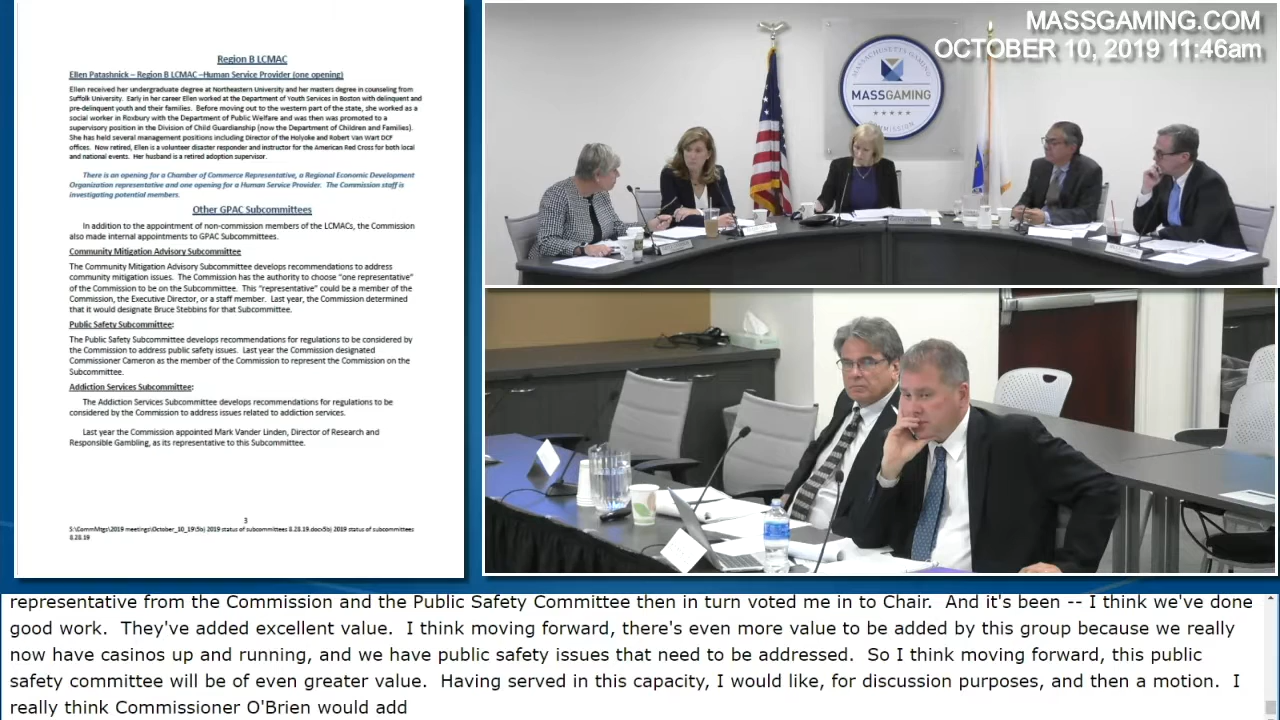 Region B LCMAC
Ellen Patashnick – Region B LCMAC –Human Service Provider (one opening)
Ellen received her undergraduate degree at Northeastern University and her masters degree in counseling from
Suffolk University. Early in her career Ellen worked at the Department of Youth Services in Boston with delinquent and
pre-delinquent youth and their families. Before moving out to the western part of the state, she worked as a
social worker in Roxbury with the Department of Public Welfare and was then was promoted to a
supervisory position in the Division of Child Guardianship (now the Department of Children and Families).
She has held several management positions including Director of the Holyoke and Robert Van Wart DCF
offices. Now retired, Ellen is a volunteer disaster responder and instructor for the American Red Cross for both local
and national events. Her husband is a retired adoption supervisor.
There is an opening for a Chamber of Commerce Representative, a Regional Economic Development
Organization representative and one opening for a Human Service Provider. The Commission staff is
investigating potential members.
Other GPAC Subcommittees
In addition to the appointment of non-commission members of the LCMACs, the Commission
also made internal appointments to GPAC Subcommittees.
Community Mitigation Advisory Subcommittee
The Community Mitigation Advisory Subcommittee develops recommendations to address
community mitigation issues. The Commission has the authority to choose "one representative"
of the Commission to be on the Subcommittee. This "representative" could be a member of the
Commission, the Executive Director, or a staff member. Last year, the Commission determined
that it would designate Bruce Stebbins for that Subcommittee.
Public Safety Subcommittee:
The Public Safety Subcommittee develops recommendations for regulations to be considered by
the Commission to address public safety issues. Last year the Commission designated
Commissioner Cameron as the member of the Commission to represent the Commission on the
Subcommittee.
Addiction Services Subcommittee:
The Addiction Services Subcommittee develops recommendations for regulations to be
considered by the Commission to address issues related to addiction services.
Last year the Commission appointed Mark Vander Linden, Director of Research and
Responsible Gambling, as its representative to this Subcommittee.
3
S:\CommMtgs\2019 meetings\October_10_19\5b) 2019 status of subcommittees 8.28.19.docx5b) 2019 status of subcommittees
8.28.19
MASSGAMING.COM
OCTOBER 10, 2019 11:46am
MASSACHUSETTS GAMING
MASSGAMING
COMMISSION
representative from the Commission and the Public Safety Committee then in turn voted me in to Chair. And it's been -- I think we've done
good work. They've added excellent value. I think moving forward, there's even more value to be added by this group because we really
now have casinos up and running, and we have public safety issues that need to be addressed. So I think moving forward, this public
safety committee will be of even greater value. Having served in this capacity, I would like, for discussion purposes, and then a motion. I
really think Commissioner O'Brien would add